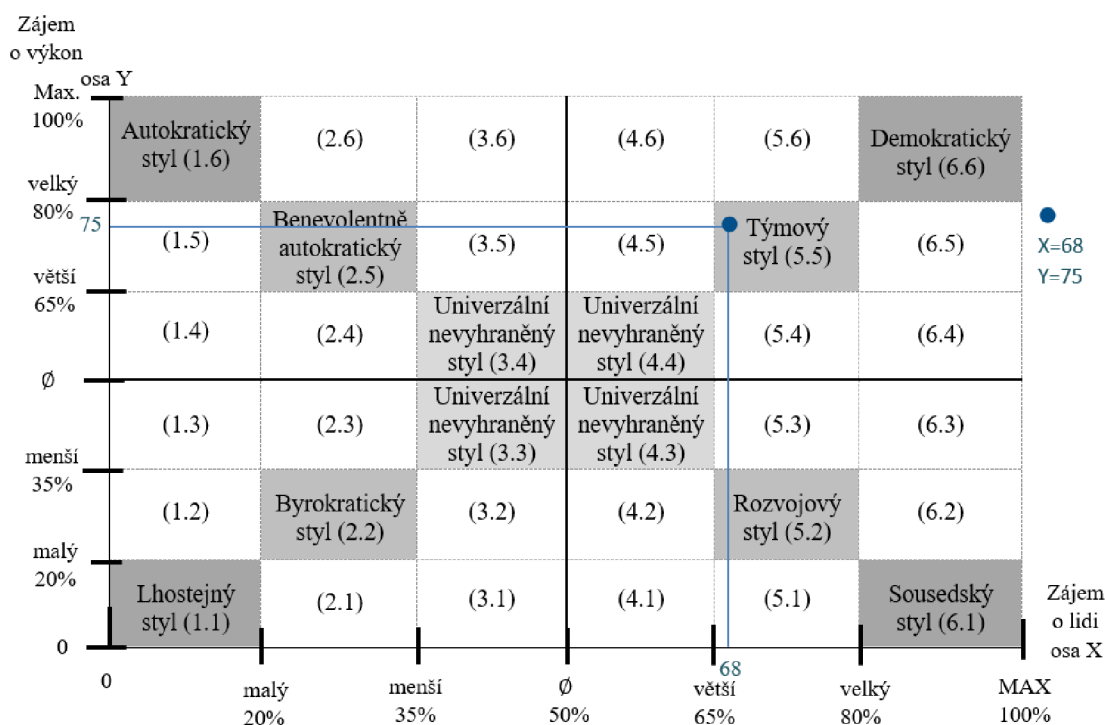 Zájem
o výkon
osa Y
Max.
100%
Autokratický
styl (1.6)
(2.6)
(3.6)
(4.6)
(5.6)
Demokratický
styl (6.6)
velký
80%
75
(1.5)
Benevolentně
autokratický
styl (2.5)
(3.5)
(4.5)
Týmový
styl (5.5)
(6.5)
X=68
Y=75
větší
65%
(1.4)
(2.4)
Univerzální
nevyhraněný
styl (3.4)
Univerzální
nevyhraněný
styl (4.4)
(5.4)
(6.4)
Ø
(1.3)
(2.3)
Univerzální
nevyhraněný
styl (3.3)
Univerzální
nevyhraněný
styl (4.3)
(5.3)
(6.3)
menší
35%
(1.2)
Byrokratický
styl (2.2)
(3.2)
(4.2)
Rozvojový
styl (5.2)
(6.2)
malý
20%
Lhostejný
styl (1.1)
(2.1)
(3.1)
(4.1)
(5.1)
Sousedský
styl (6.1)
Zájem
o lidi
osa X
0
0
malý
20%
menší
35%
Ø
50%
větší
65%
68
velký
80%
MAX
100%